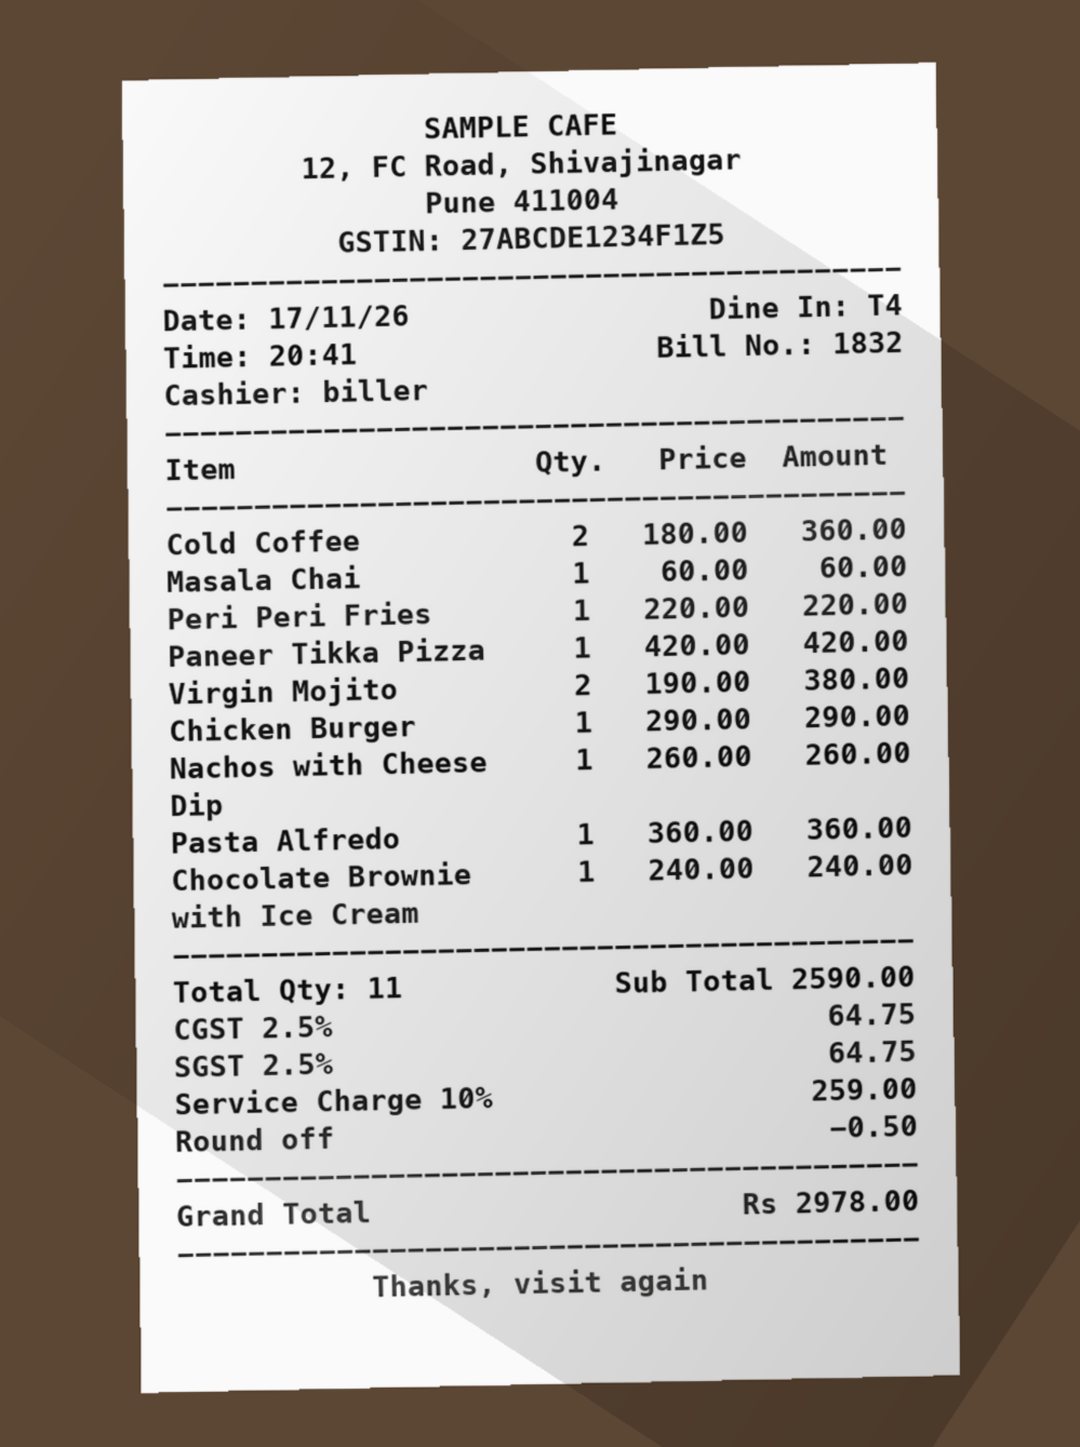 SAMPLE CAFE
12, FC Road, Shivajinagar
Pune 411004
GSTIN: 27ABCDE1234F1Z5
Date: 17/11/26 Dine In: T4
Time: 20:41 Bill No.: 1832
Cashier: biller
Item Qty. Price Amount
Cold Coffee 2 180.00 360.00
Masala Chai 1 60.00 60.00
Peri Peri Fries 1 220.00 220.00
Paneer Tikka Pizza 1 420.00 420.00
Virgin Mojito 2 190.00 380.00
Chicken Burger 1 290.00 290.00
Nachos with Cheese 1 260.00 260.00
Dip
Pasta Alfredo 1 360.00 360.00
Chocolate Brownie 1 240.00 240.00
with Ice Cream
Total Qty: 11 Sub Total 2590.00
CGST 2.5% 64.75
SGST 2.5% 64.75
Service Charge 10% 259.00
Round off −0.50
Grand Total Rs 2978.00
Thanks, visit again